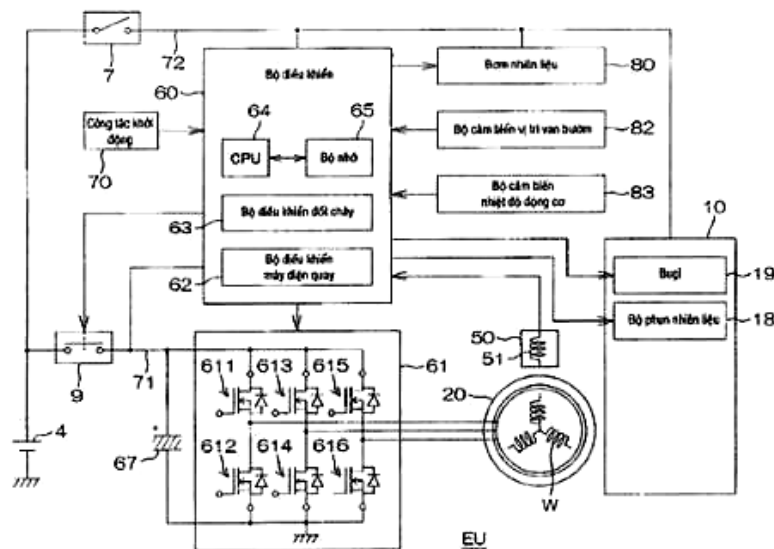 7
72
60
Bộ điều khiển
Bơm nhiên liệu
80
Công tắc khởi
động
70
64
65
CPU
Bộ nhớ
Bộ cảm biến vị trí van bướm
82
Bộ cảm biến
nhiệt độ động cơ
83
63
Bộ điều khiển đốt cháy
10
62
Bộ điều khiển
máy điện quay
Bugi
19
Bộ phun nhiên liệu
18
50
51
9
71
61
611
613
615
20
4
67
612
614
616
W
EU